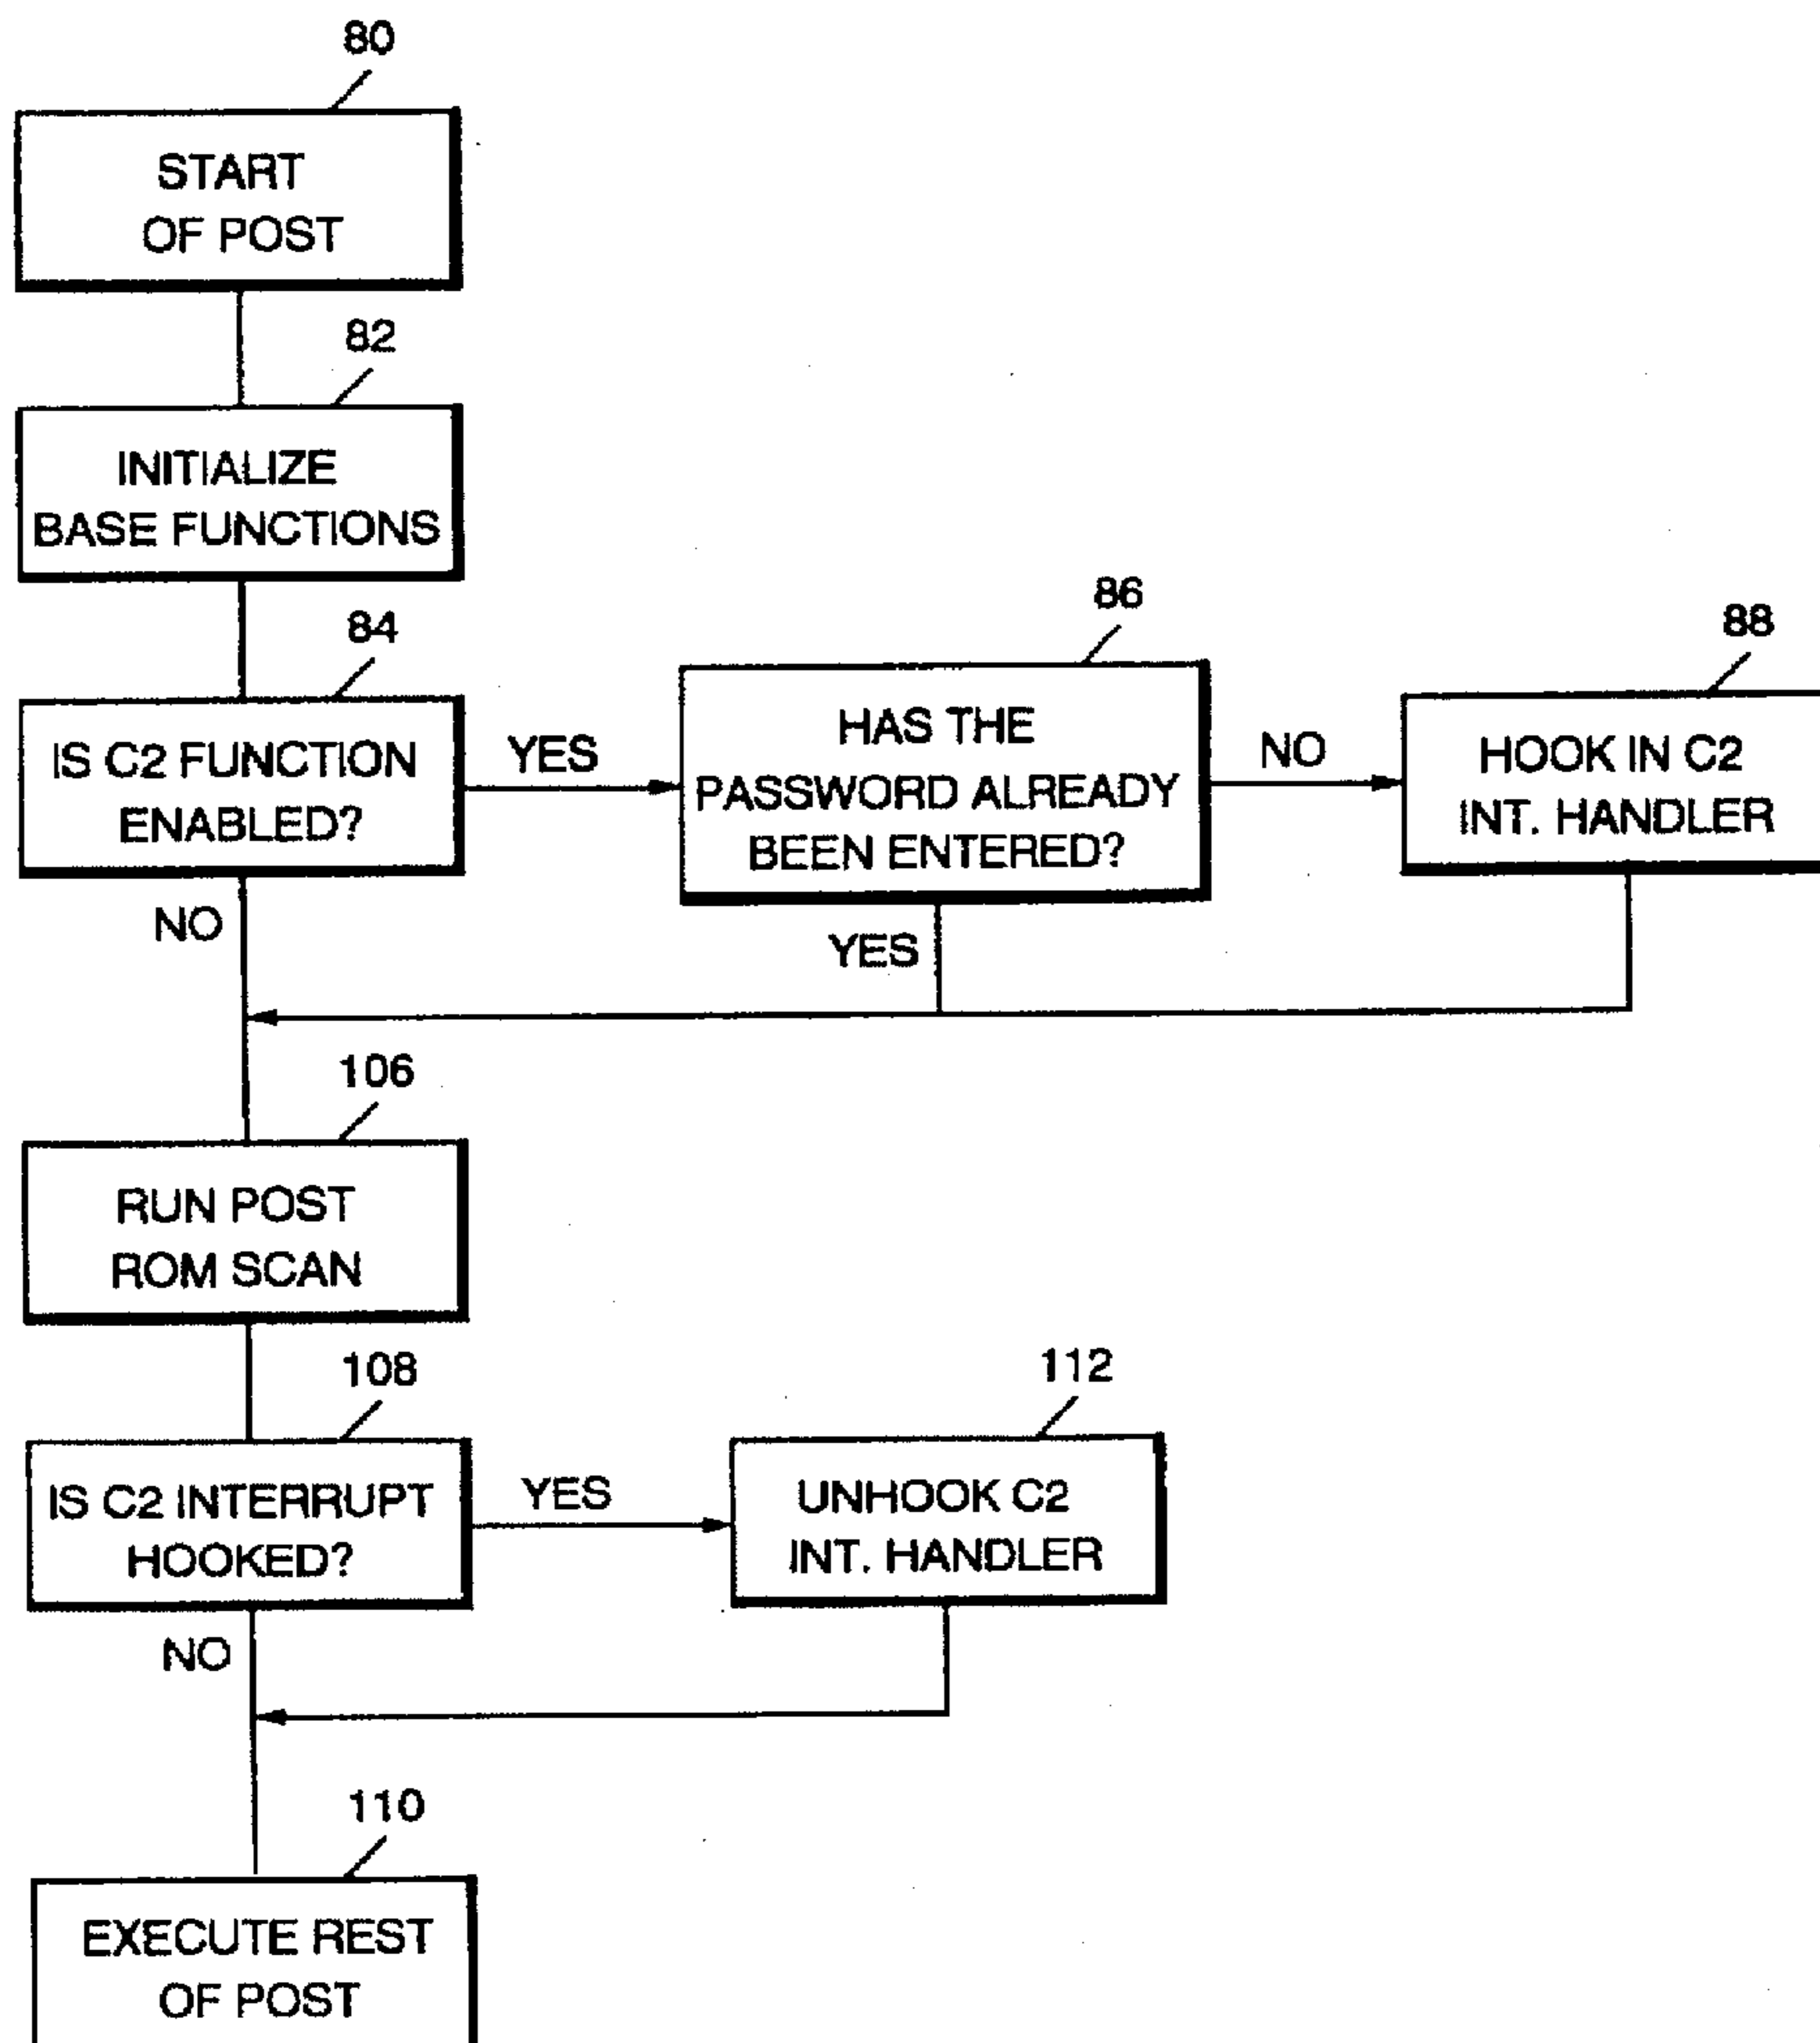 80
START
OF POST
82
INITIALIZE
BASE FUNCTIONS
84
IS C2 FUNCTION
ENABLED?
YES
NO
86
HAS THE
PASSWORD ALREADY
BEEN ENTERED?
NO
YES
88
HOOK IN C2
INT. HANDLER
106
RUN POST
ROM SCAN
108
IS C2 INTERRUPT
HOOKED?
YES
NO
112
UNHOOK C2
INT. HANDLER
110
EXECUTE REST
OF POST